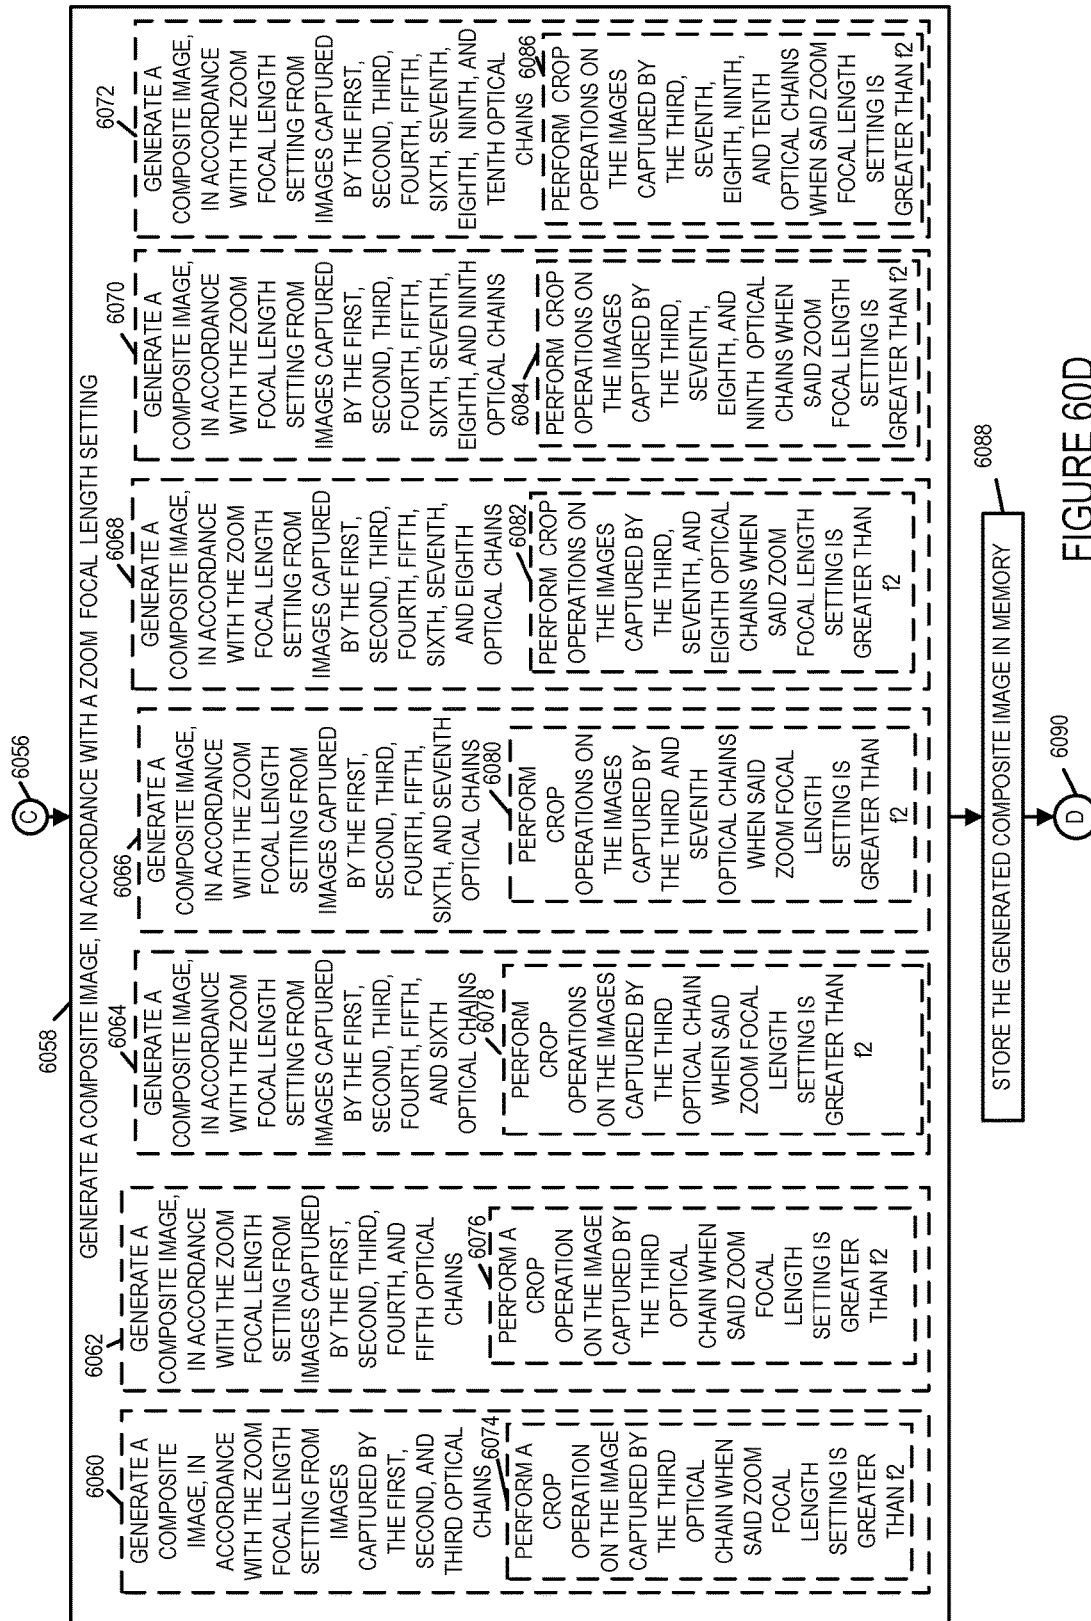 C
6056
6058
GENERATE A COMPOSITE IMAGE, IN ACCORDANCE WITH A ZOOM FOCAL LENGTH SETTING
6060
GENERATE A
COMPOSITE
IMAGE, IN
ACCORDANCE
WITH THE ZOOM
FOCAL LENGTH
SETTING FROM
IMAGES
CAPTURED BY
THE FIRST,
SECOND, AND
THIRD OPTICAL
CHAINS
6074
PERFORM A
CROP
OPERATION
ON THE IMAGE
CAPTURED BY
THE THIRD
OPTICAL
CHAIN WHEN
SAID ZOOM
FOCAL
LENGTH
SETTING IS
GREATER
THAN f2
6062
GENERATE A
COMPOSITE IMAGE,
IN ACCORDANCE
WITH THE ZOOM
FOCAL LENGTH
SETTING FROM
IMAGES CAPTURED
BY THE FIRST,
SECOND, THIRD,
FOURTH, AND
FIFTH OPTICAL
CHAINS
6076
PERFORM A
CROP
OPERATION
ON THE IMAGE
CAPTURED BY
THE THIRD
OPTICAL
CHAIN WHEN
SAID ZOOM
FOCAL
LENGTH
SETTING IS
GREATER
THAN f2
6064
GENERATE A
COMPOSITE IMAGE,
IN ACCORDANCE
WITH THE ZOOM
FOCAL LENGTH
SETTING FROM
IMAGES CAPTURED
BY THE FIRST,
SECOND, THIRD,
FOURTH, FIFTH,
AND SIXTH
OPTICAL CHAINS
6078
PERFORM
CROP
OPERATIONS
ON THE IMAGES
CAPTURED BY
THE THIRD
OPTICAL CHAIN
WHEN SAID
ZOOM FOCAL
LENGTH
SETTING IS
GREATER THAN
f2
6066
GENERATE A
COMPOSITE IMAGE,
IN ACCORDANCE
WITH THE ZOOM
FOCAL LENGTH
SETTING FROM
IMAGES CAPTURED
BY THE FIRST,
SECOND, THIRD,
FOURTH, FIFTH,
SIXTH, AND SEVENTH
OPTICAL CHAINS
6080
PERFORM
CROP
OPERATIONS ON
THE IMAGES
CAPTURED BY
THE THIRD AND
SEVENTH
OPTICAL CHAINS
WHEN SAID
ZOOM FOCAL
LENGTH
SETTING IS
GREATER THAN
f2
6068
GENERATE A
COMPOSITE IMAGE,
IN ACCORDANCE
WITH THE ZOOM
FOCAL LENGTH
SETTING FROM
IMAGES CAPTURED
BY THE FIRST,
SECOND, THIRD,
FOURTH, FIFTH,
SIXTH, SEVENTH,
AND EIGHTH
OPTICAL CHAINS
6082
PERFORM CROP
OPERATIONS ON
THE IMAGES
CAPTURED BY
THE THIRD,
SEVENTH, AND
EIGHTH OPTICAL
CHAINS WHEN
SAID ZOOM
FOCAL LENGTH
SETTING IS
GREATER THAN
f2
6070
GENERATE A
COMPOSITE IMAGE,
IN ACCORDANCE
WITH THE ZOOM
FOCAL LENGTH
SETTING FROM
IMAGES CAPTURED
BY THE FIRST,
SECOND, THIRD,
FOURTH, FIFTH,
SIXTH, SEVENTH,
EIGHTH, AND NINTH
OPTICAL CHAINS
6084
PERFORM CROP
OPERATIONS ON
THE IMAGES
CAPTURED BY
THE THIRD,
SEVENTH,
EIGHTH, AND
NINTH OPTICAL
CHAINS WHEN
SAID ZOOM
FOCAL LENGTH
SETTING IS
GREATER THAN f2
6072
GENERATE A
COMPOSITE IMAGE,
IN ACCORDANCE
WITH THE ZOOM
FOCAL LENGTH
SETTING FROM
IMAGES CAPTURED
BY THE FIRST,
SECOND, THIRD,
FOURTH, FIFTH,
SIXTH, SEVENTH,
EIGHTH, NINTH, AND
TENTH OPTICAL
CHAINS
6086
PERFORM CROP
OPERATIONS ON
THE IMAGES
CAPTURED BY
THE THIRD,
SEVENTH,
EIGHTH, NINTH,
AND TENTH
OPTICAL CHAINS
WHEN SAID ZOOM
FOCAL LENGTH
SETTING IS
GREATER THAN f2
6088
STORE THE GENERATED COMPOSITE IMAGE IN MEMORY
D
6090
FIGURE 60D